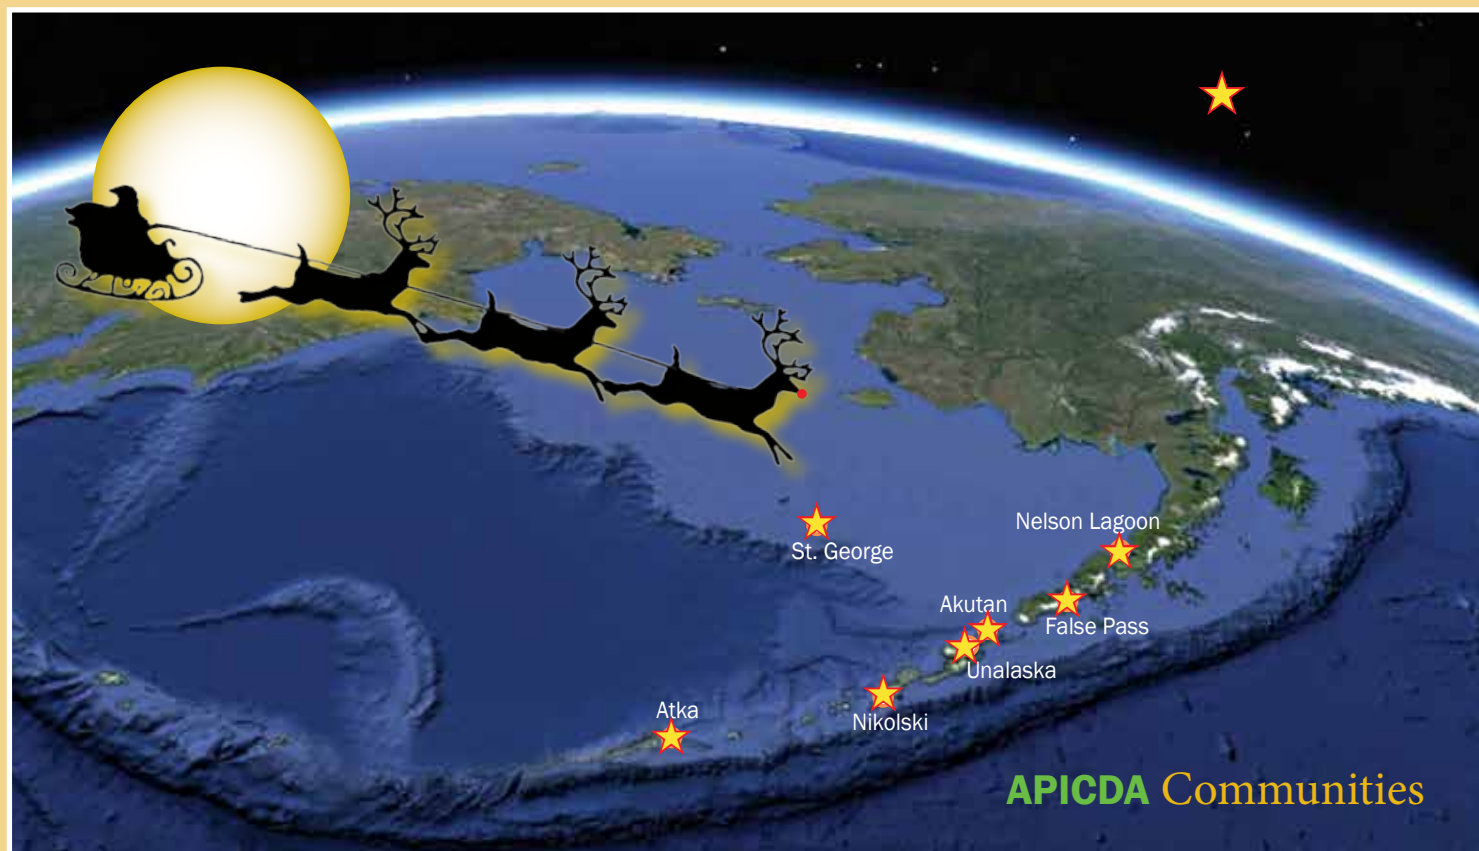 Nelson Lagoon
St. George
Akutan
False Pass
Unalaska
Atka
Nikolski
APICDA Communities